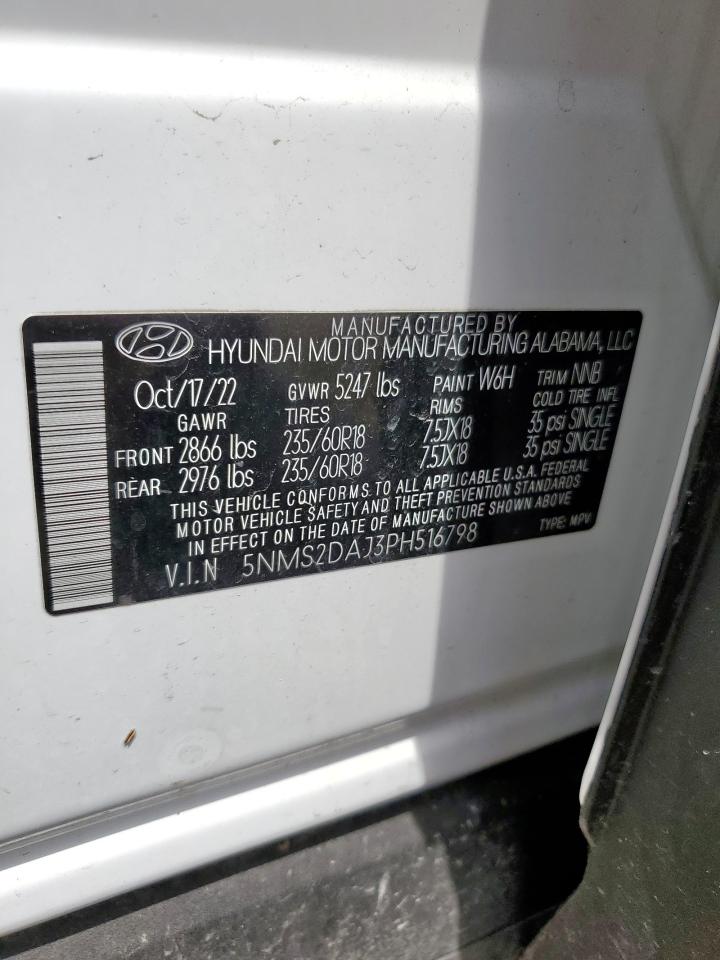 MANUFACTURED BY
HYUNDAI MOTOR MANUFACTURING ALABAMA, LLC
Oct/17/22 GVWR 5247 lbs PAINT W6H TRIM NNB
GAWR TIRES RIMS COLD TIRE INFL
FRONT 2866 lbs 235/60R18 7.5JX18 35 psi SINGLE
REAR 2976 lbs 235/60R18 7.5JX18 35 psi SINGLE
THIS VEHICLE CONFORMS TO ALL APPLICABLE U.S.A. FEDERAL
MOTOR VEHICLE SAFETY AND THEFT PREVENTION STANDARDS
IN EFFECT ON THE DATE OF MANUFACTURE SHOWN ABOVE
V.I.N 5NMS2DAJ3PH516798 TYPE: MPV